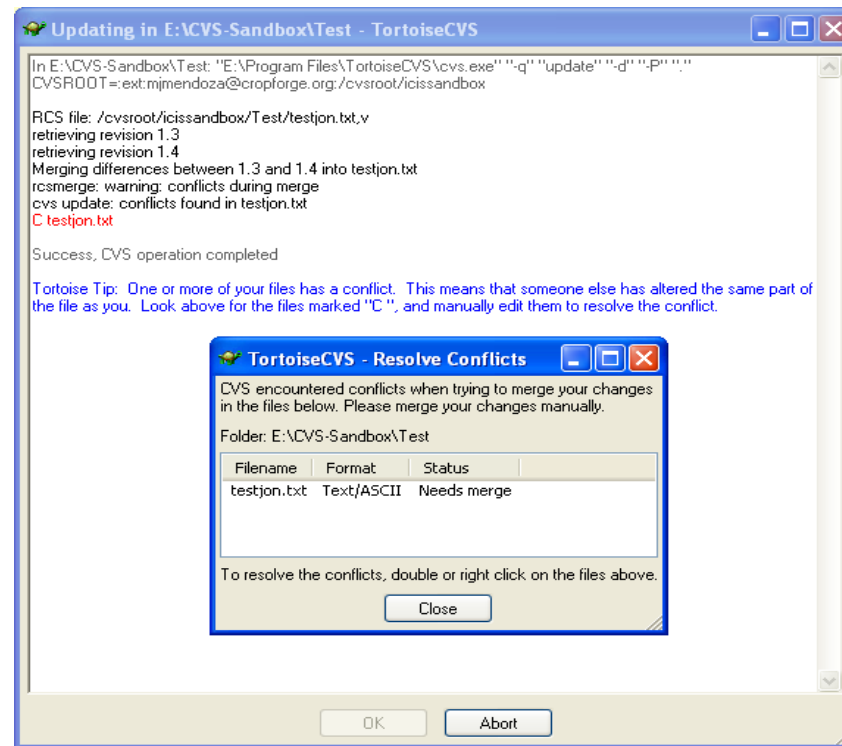 Updating in E:\CVS-Sandbox\Test - TortoiseCVS
In E:\CVS-Sandbox\Test: "E:\Program Files\TortoiseCVS\cvs.exe" "-q" "update" "-d" "-P" "."
CVSROOT=:ext:mjmendoza@cropforge.org:/cvsroot/icissandbox
RCS file: /cvsroot/icissandbox/Test/testjon.txt,v
retrieving revision 1.3
retrieving revision 1.4
Merging differences between 1.3 and 1.4 into testjon.txt
rcsmerge: warning: conflicts during merge
cvs update: conflicts found in testjon.txt
C testjon.txt
Success, CVS operation completed
Tortoise Tip: One or more of your files has a conflict. This means that someone else has altered the same part of
the file as you. Look above for the files marked "C ", and manually edit them to resolve the conflict.
TortoiseCVS - Resolve Conflicts
CVS encountered conflicts when trying to merge your changes
in the files below. Please merge your changes manually.
Folder: E:\CVS-Sandbox\Test
Filename Format Status
testjon.txt Text/ASCII Needs merge
To resolve the conflicts, double or right click on the files above.
Close
OK Abort